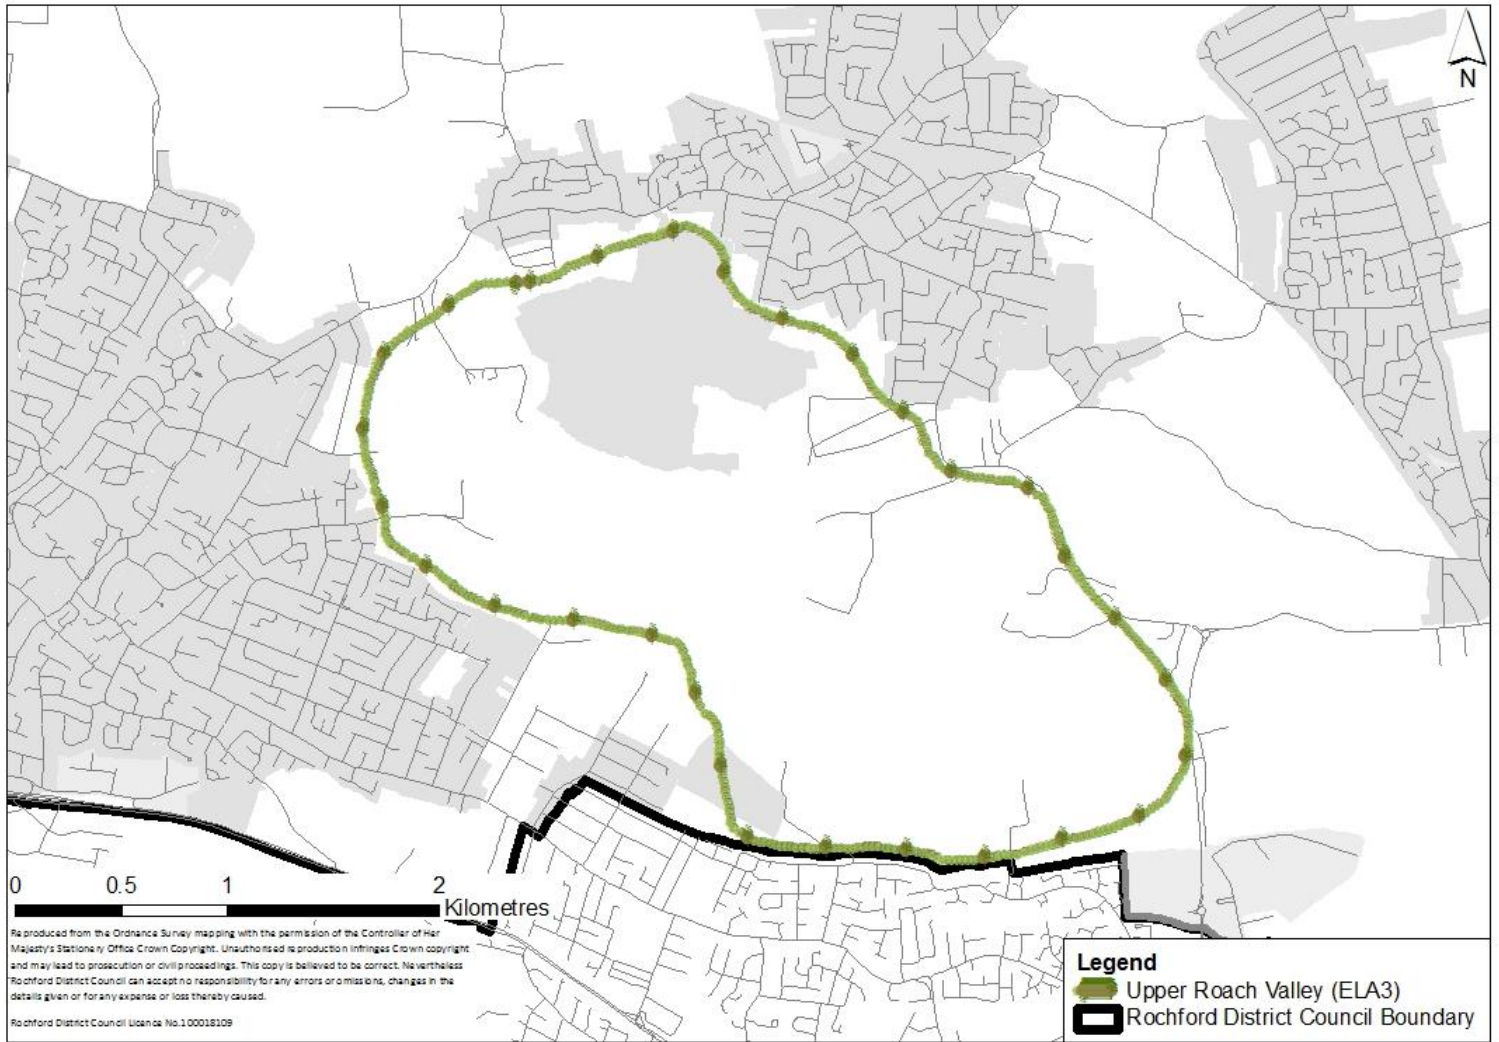 N
0 0.5 1 2
Kilometres
Reproduced from the Ordnance Survey mapping with the permission of the Controller of Her
Majesty's Stationery Office Crown Copyright. Unauthorised reproduction infringes Crown copyright
and may lead to prosecution or civil proceedings. This copy is believed to be correct. Nevertheless
Rochford District Council can accept no responsibility for any errors or omissions, changes in the
details given or for any expense or loss thereby caused.
Rochford District Council Licence No.100018109
Legend
Upper Roach Valley (ELA3)
Rochford District Council Boundary